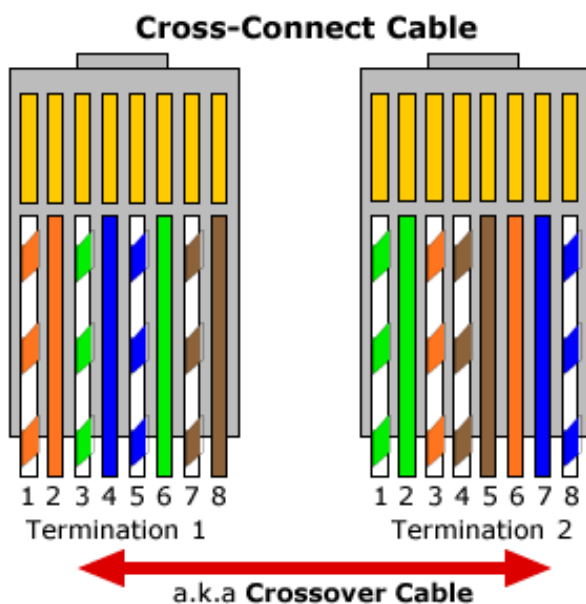 Cross-Connect Cable
1 2 3 4 5 6 7 8
1 2 3 4 5 6 7 8
Termination 1
Termination 2
a.k.a Crossover Cable